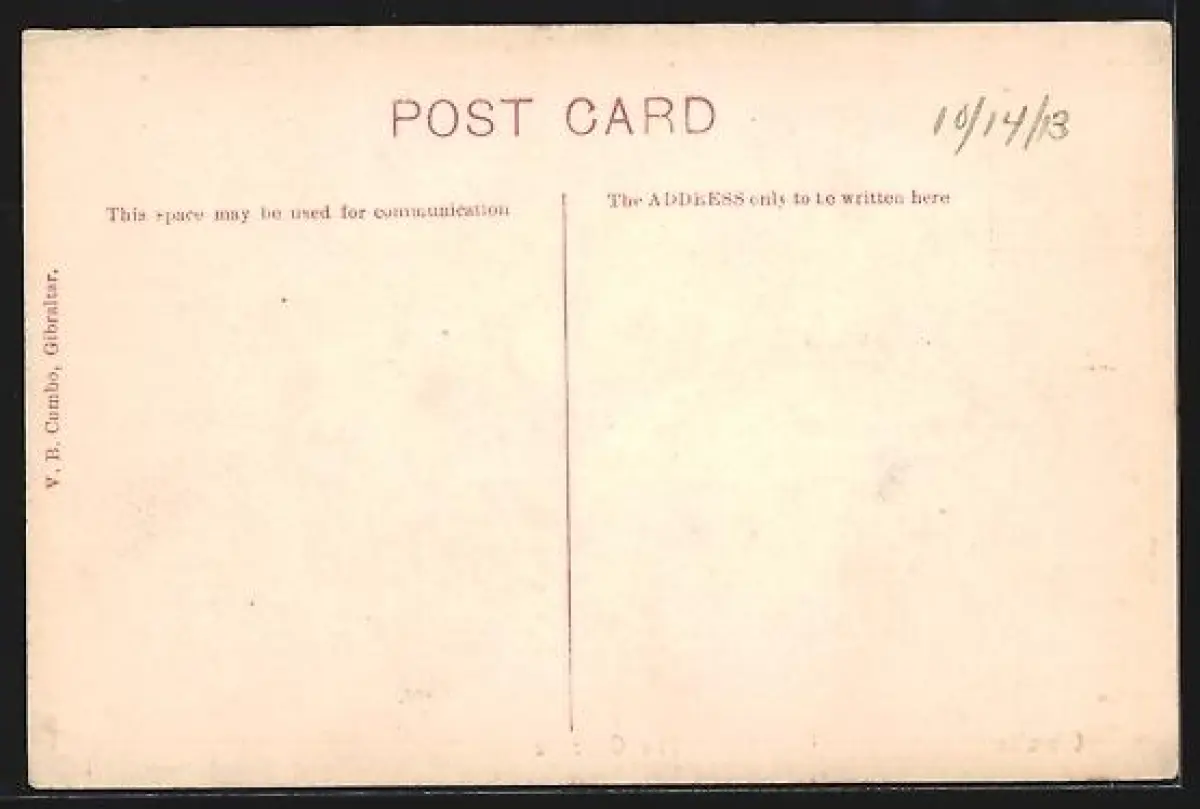 POST CARD
10/14/13
This space may be used for communication
The ADDRESS only to te written here
V. B. Cumbo, Gibraltar,